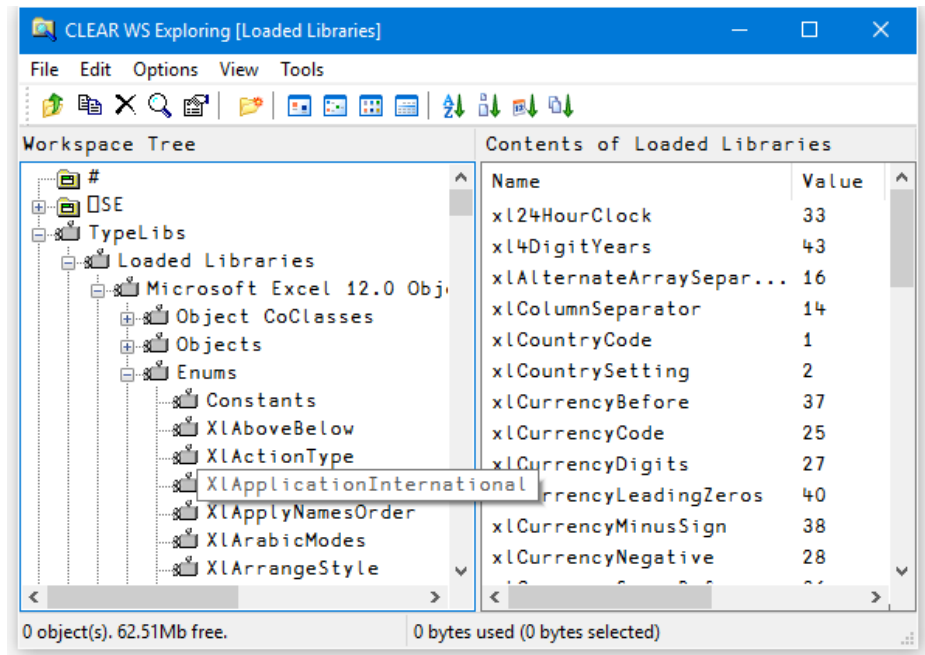 CLEAR WS Exploring [Loaded Libraries]
File Edit Options View Tools
Workspace Tree
#
⎕SE
TypeLibs
Loaded Libraries
Microsoft Excel 12.0 Obj
Object CoClasses
Objects
Enums
Constants
XlAboveBelow
XlActionType
XlApplicationInternational
XlApplyNamesOrder
XlArabicModes
XlArrangeStyle
Contents of Loaded Libraries
Name Value
xl24HourClock 33
xl4DigitYears 43
xlAlternateArraySepar... 16
xlColumnSeparator 14
xlCountryCode 1
xlCountrySetting 2
xlCurrencyBefore 37
xlCurrencyCode 25
xlCurrencyDigits 27
rrencyLeadingZeros 40
xlCurrencyMinusSign 38
xlCurrencyNegative 28
0 object(s). 62.51Mb free. 0 bytes used (0 bytes selected)